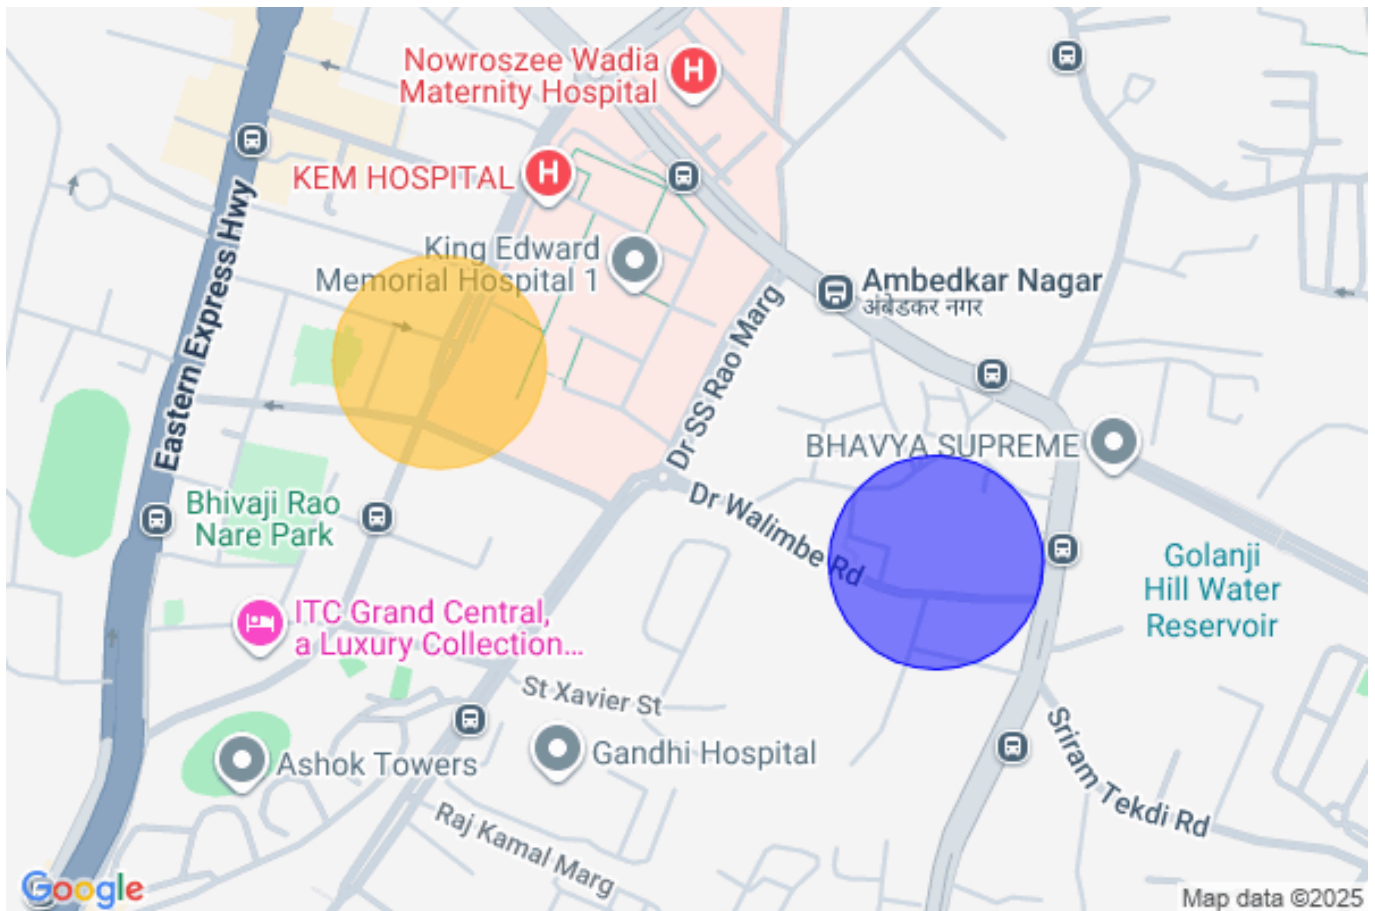 Nowroszee Wadia
Maternity Hospital
KEM HOSPITAL
King Edward
Memorial Hospital 1
Eastern Express Hwy
Ambedkar Nagar
अंबेडकर नगर
Dr SS Rao Marg
BHAVYA SUPREME
Dr Walimbe Rd
Bhivaji Rao
Nare Park
Golanji
Hill Water
Reservoir
ITC Grand Central,
a Luxury Collection...
St Xavier St
Ashok Towers
Gandhi Hospital
Sriram Tekdi Rd
Raj Kamal Marg
Google
Map data ©2025